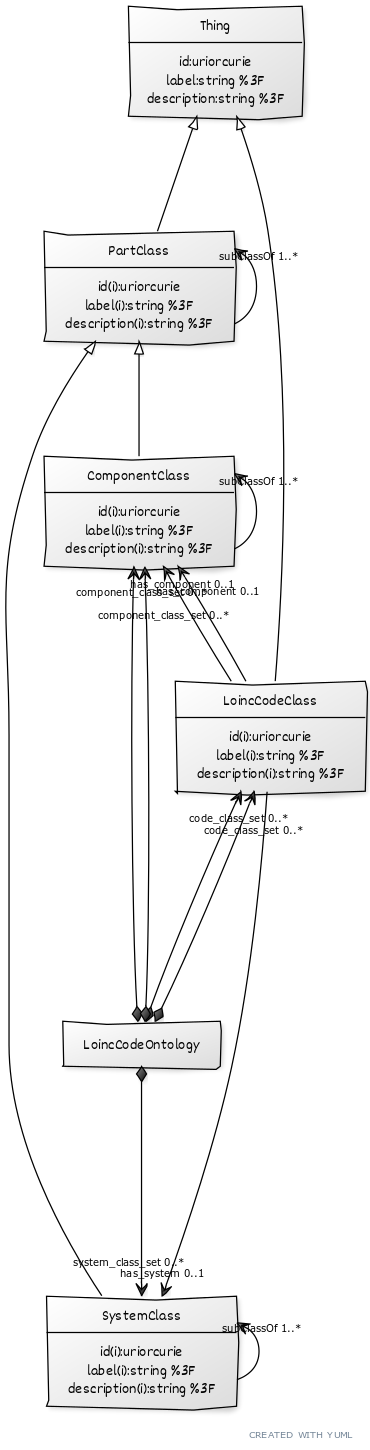 Thing
id:uriorcurie
label:string %3F
description:string %3F
PartClass
id(i):uriorcurie
label(i):string %3F
description(i):string %3F
subclassOf 1..*
ComponentClass
id(i):uriorcurie
label(i):string %3F
description(i):string %3F
subclassOf 1..*
has_component 0..1
component_class_set 0..*
has_component 0..1
component_class_set 0..*
LoincCodeClass
id(i):uriorcurie
label(i):string %3F
description(i):string %3F
code_class_set 0..*
code_class_set 0..*
LoincCodeOntology
system_class_set 0..*
has_system 0..1
SystemClass
id(i):uriorcurie
label(i):string %3F
description(i):string %3F
subclassOf 1..*
CREATED WITH YUML